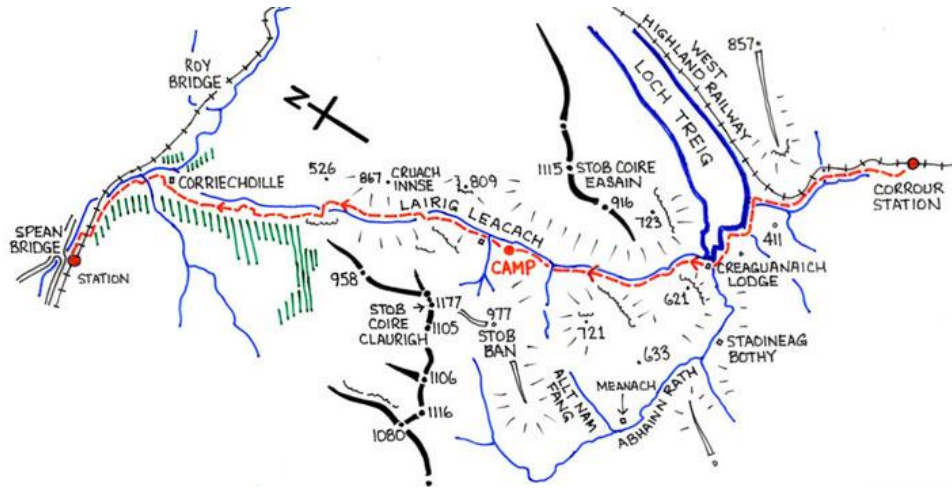 ROY
BRIDGE
N
WEST
HIGHLAND RAILWAY
857
LOCH TREIG
CORRIECHOILLE
526
867
CRUACH
INNSE
809
LAIRIG LEACACH
1115
STOB COIRE
EASAIN
916
723
CORROUR
STATION
411
SPEAN
BRIDGE
STATION
CAMP
CREAGUANAICH
LODGE
958
1177
STOB
COIRE
CLAURIGH
1105
977
STOB
BAN
621
721
633
STAOINEAG
BOTHY
1106
1116
1080
ALLT NAM
FANG
MEANACH
ABHAINN RATH